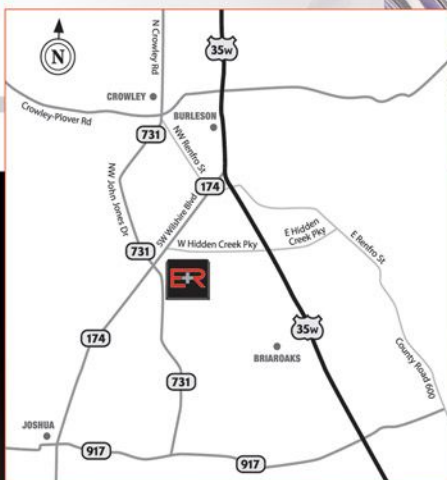 N
N Crowley Rd
35W
CROWLEY
Crowley-Plover Rd
BURLESON
731
NW Renfro St
174
NW John Jones Dr
SW Wilshire Blvd
E Hidden
Creek Pky
E Renfro St
731
W Hidden Creek Pky
E+R
35W
174
BRIAROAKS
County Road 600
731
JOSHUA
917
917